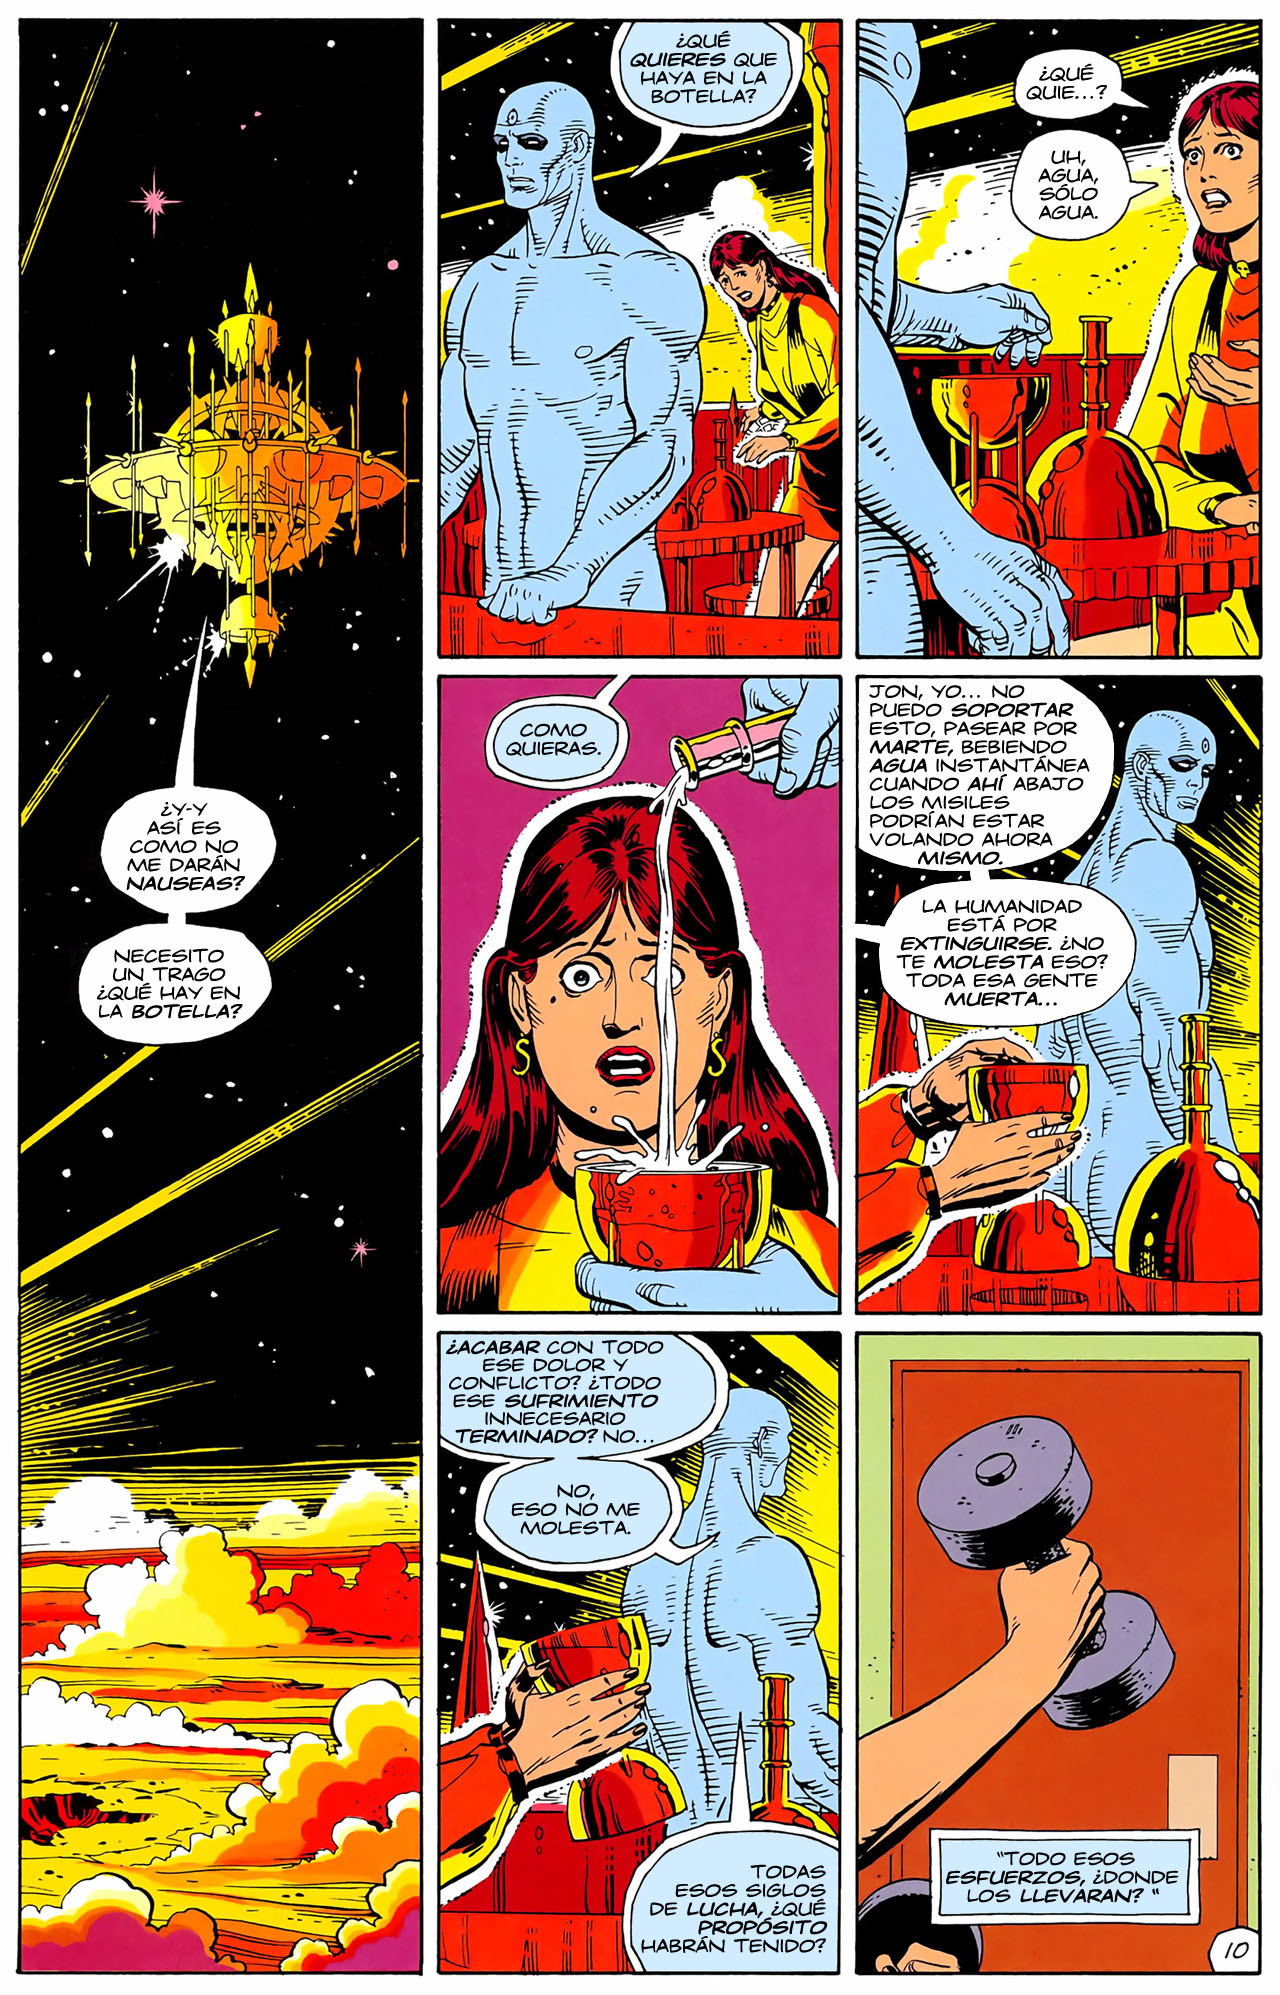 ¿Y-Y
ASÍ ES
COMO NO
ME DARÁN
NAUSEAS?
NECESITO
UN TRAGO
¿QUÉ HAY EN
LA BOTELLA?
¿QUÉ
QUIERES QUE
HAYA EN LA
BOTELLA?
¿QUÉ
QUIE...?
UH,
AGUA,
SÓLO
AGUA.
COMO
QUIERAS.
JON, YO... NO
PUEDO SOPORTAR
ESTO, PASEAR POR
MARTE, BEBIENDO
AGUA INSTANTÁNEA
CUANDO AHÍ ABAJO
LOS MISILES
PODRÍAN ESTAR
VOLANDO AHORA
MISMO.
LA HUMANIDAD
ESTÁ POR
EXTINGUIRSE. ¿NO
TE MOLESTA ESO?
TODA ESA GENTE
MUERTA...
¿ACABAR CON TODO
ESE DOLOR Y
CONFLICTO? ¿TODO
ESE SUFRIMIENTO
INNECESARIO
TERMINADO? NO...
NO,
ESO NO ME
MOLESTA.
TODAS
ESOS SIGLOS
DE LUCHA, ¿QUÉ
PROPÓSITO
HABRÁN TENIDO?
"TODO ESOS
ESFUERZOS, ¿DONDE
LOS LLEVARAN? "
10